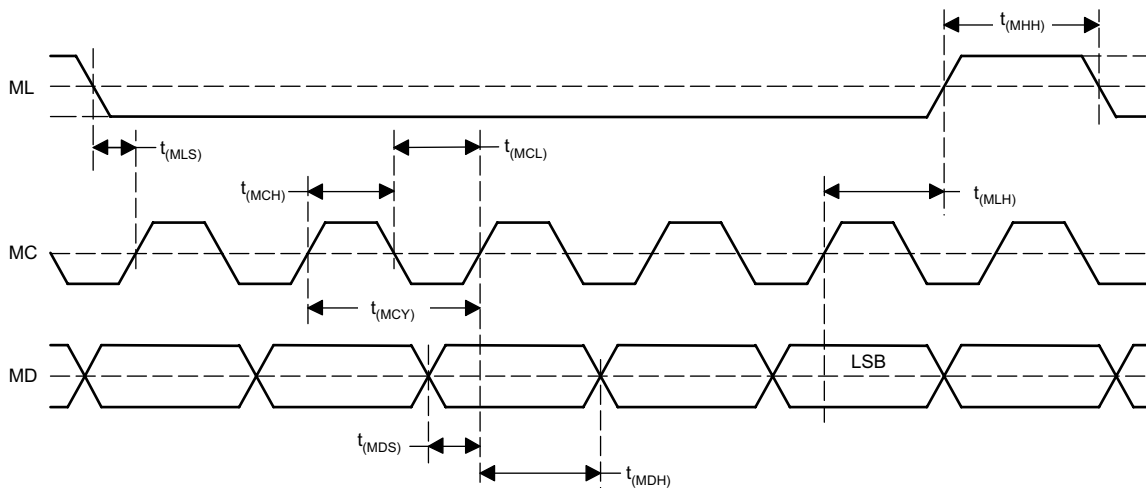 t(MHH)
ML
t(MLS)
t(MCL)
t(MCH)
t(MLH)
MC
t(MCY)
MD
LSB
t(MDS)
t(MDH)